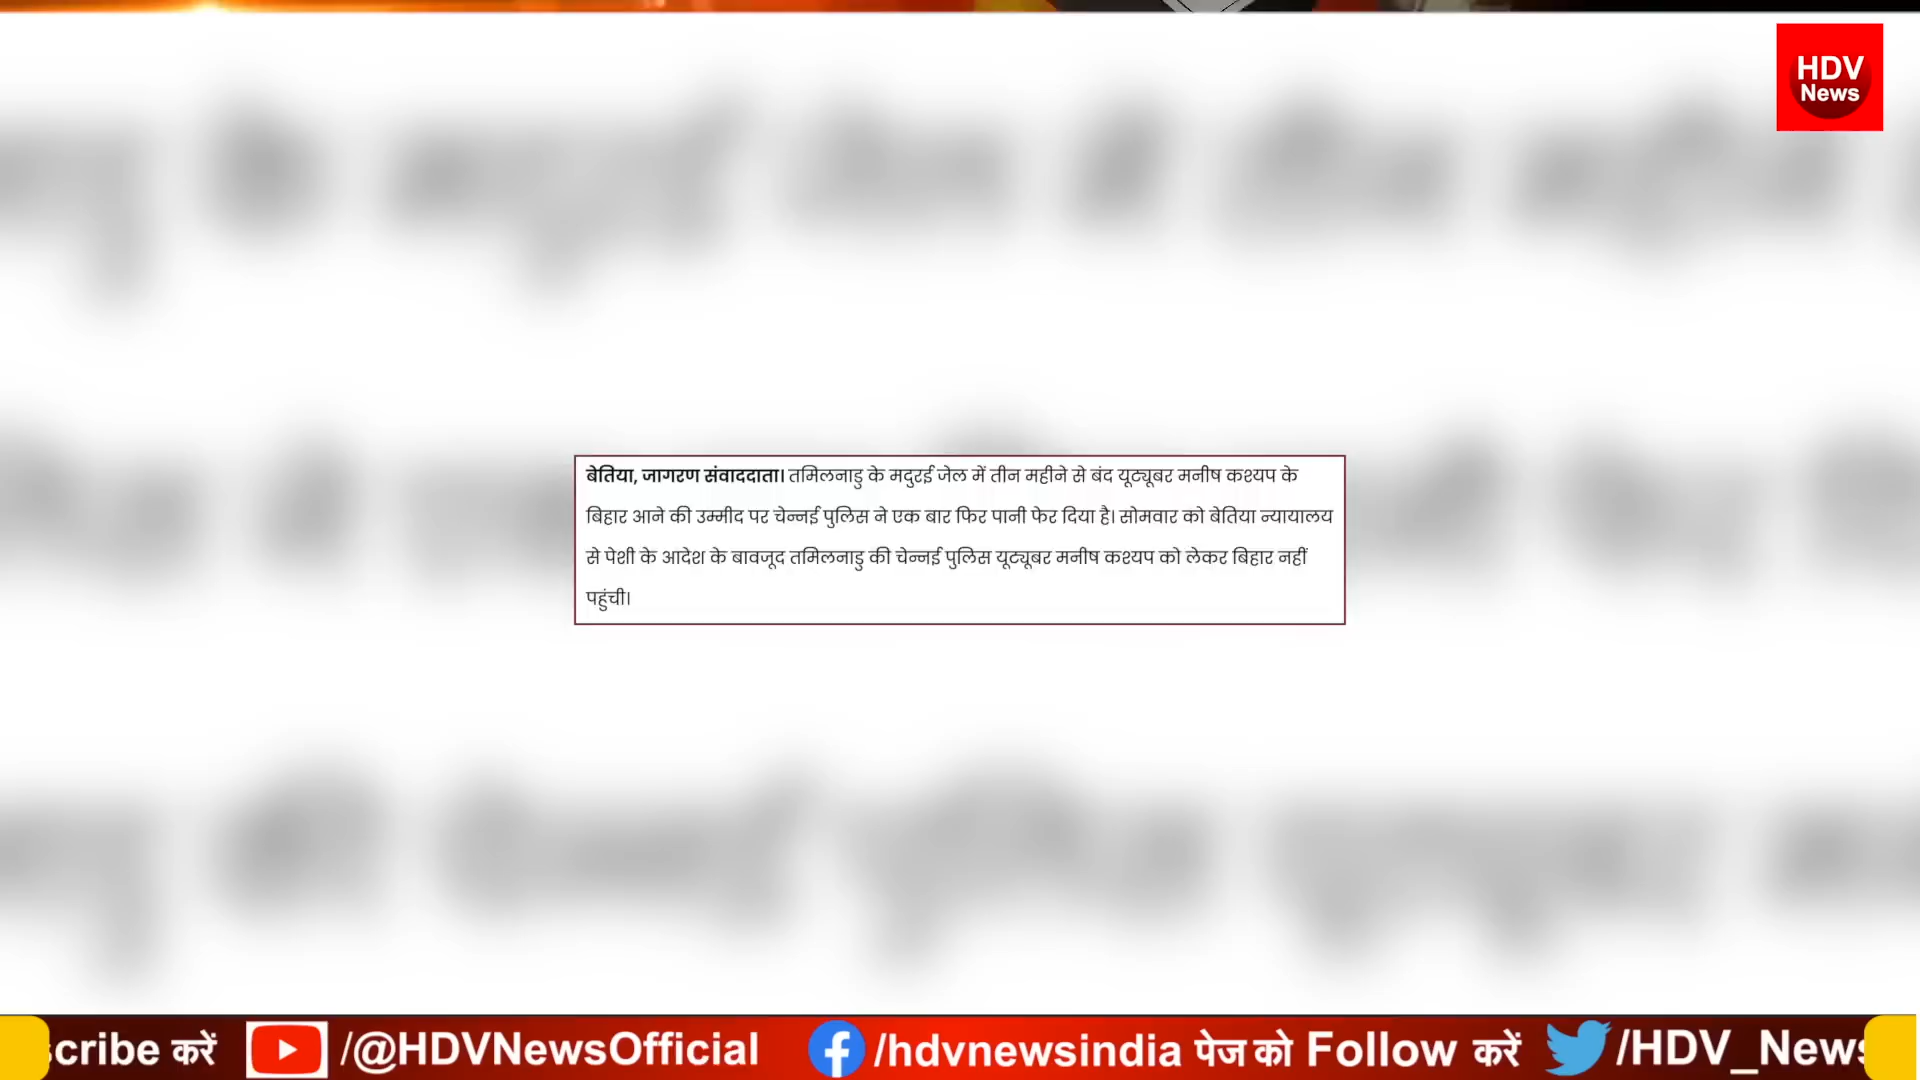 HDV
News
बेतिया, जागरण संवाददाता। तमिलनाडु के मदुरई जेल में तीन महीने से बंद यूट्यूबर मनीष कश्यप के
बिहार आने की उम्मीद पर चेन्नई पुलिस ने एक बार फिर पानी फेर दिया है। सोमवार को बेतिया न्यायालय
से पेशी के आदेश के बावजूद तमिलनाडु की चेन्नई पुलिस यूट्यूबर मनीष कश्यप को लेकर बिहार नहीं
पहुंची।
scribe करें /@HDVNewsOfficial /hdvnewsindia पेज को Follow करें /HDV_News